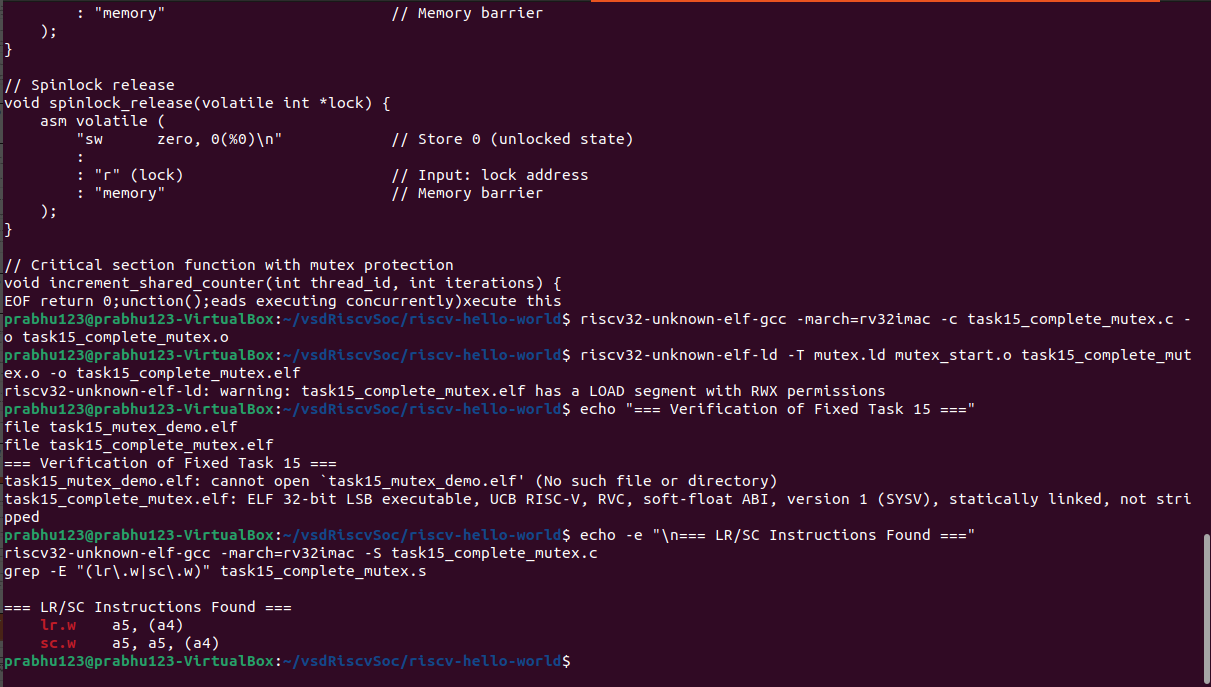 : "memory"                         // Memory barrier
    );
}

// Spinlock release
void spinlock_release(volatile int *lock) {
    asm volatile (
        "sw      zero, 0(%0)\n"            // Store 0 (unlocked state)
        :
        : "r" (lock)                       // Input: lock address
        : "memory"                         // Memory barrier
    );
}

// Critical section function with mutex protection
void increment_shared_counter(int thread_id, int iterations) {
EOF return 0;unction();eads executing concurrently)xecute this
prabhu123@prabhu123-VirtualBox:~/vsdRiscvSoc/riscv-hello-world$ riscv32-unknown-elf-gcc -march=rv32imac -c task15_complete_mutex.c -
o task15_complete_mutex.o
prabhu123@prabhu123-VirtualBox:~/vsdRiscvSoc/riscv-hello-world$ riscv32-unknown-elf-ld -T mutex.ld mutex_start.o task15_complete_mut
ex.o -o task15_complete_mutex.elf
riscv32-unknown-elf-ld: warning: task15_complete_mutex.elf has a LOAD segment with RWX permissions
prabhu123@prabhu123-VirtualBox:~/vsdRiscvSoc/riscv-hello-world$ echo "=== Verification of Fixed Task 15 ==="
file task15_mutex_demo.elf
file task15_complete_mutex.elf
=== Verification of Fixed Task 15 ===
task15_mutex_demo.elf: cannot open `task15_mutex_demo.elf' (No such file or directory)
task15_complete_mutex.elf: ELF 32-bit LSB executable, UCB RISC-V, RVC, soft-float ABI, version 1 (SYSV), statically linked, not stri
pped
prabhu123@prabhu123-VirtualBox:~/vsdRiscvSoc/riscv-hello-world$ echo -e "\n=== LR/SC Instructions Found ==="
riscv32-unknown-elf-gcc -march=rv32imac -S task15_complete_mutex.c
grep -E "(lr\.w|sc\.w)" task15_complete_mutex.s

=== LR/SC Instructions Found ===
    lr.w    a5, (a4)
    sc.w    a5, a5, (a4)
prabhu123@prabhu123-VirtualBox:~/vsdRiscvSoc/riscv-hello-world$